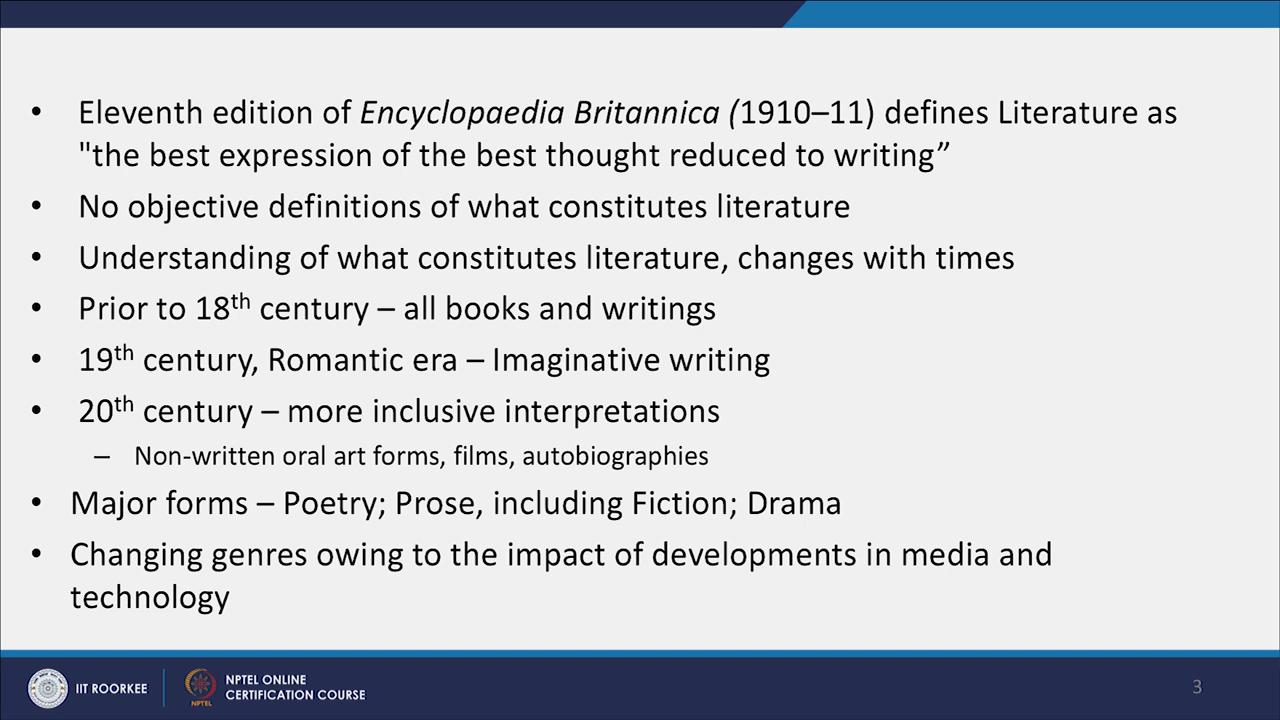 • Eleventh edition of Encyclopaedia Britannica (1910–11) defines Literature as
"the best expression of the best thought reduced to writing”
• No objective definitions of what constitutes literature
• Understanding of what constitutes literature, changes with times
• Prior to 18th century – all books and writings
• 19th century, Romantic era – Imaginative writing
• 20th century – more inclusive interpretations
– Non-written oral art forms, films, autobiographies
• Major forms – Poetry; Prose, including Fiction; Drama
• Changing genres owing to the impact of developments in media and
technology
IIT ROORKEE
NPTEL
NPTEL ONLINE
CERTIFICATION COURSE
3